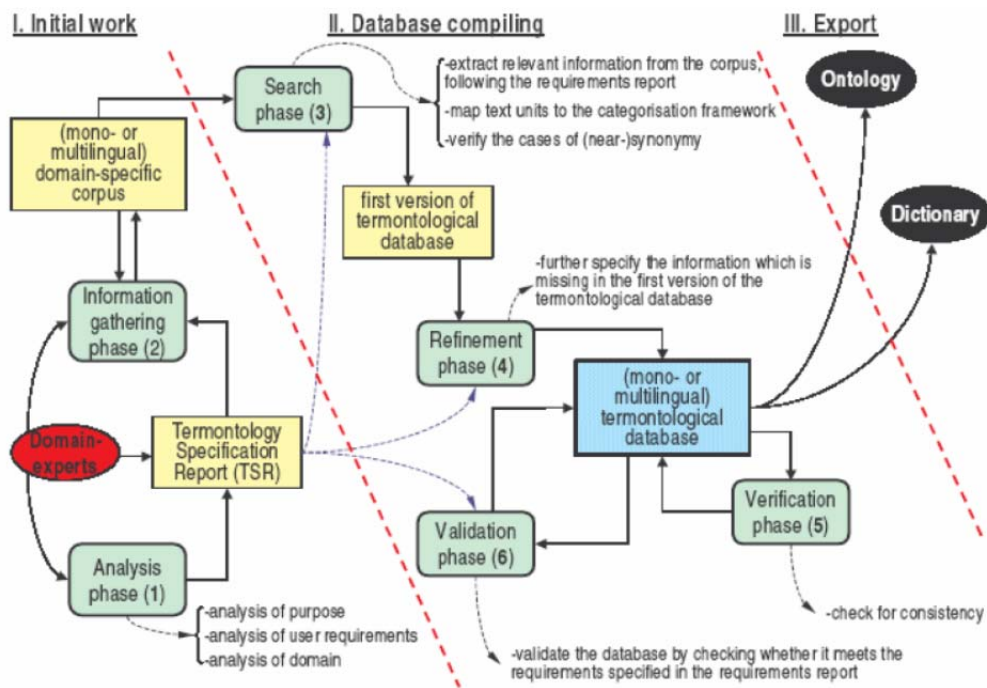 I. Initial work
II. Database compiling
III. Export
Search
phase (3)
-extract relevant information from the corpus,
following the requirements report
-map text units to the categorisation framework
-verify the cases of (near-)synonymy
Ontology
(mono- or
multilingual)
domain-specific
corpus
first version of
termontological
database
Dictionary
-further specify the information which is
missing in the first version of the
termontological database
Information
gathering
phase (2)
Refinement
phase (4)
(mono- or
multilingual)
termontological
database
Domain-
experts
Termontology
Specification
Report (TSR)
Verification
phase (5)
Validation
phase (6)
Analysis
phase (1)
-analysis of purpose
-analysis of user requirements
-analysis of domain
-check for consistency
-validate the database by checking whether it meets the
requirements specified in the requirements report